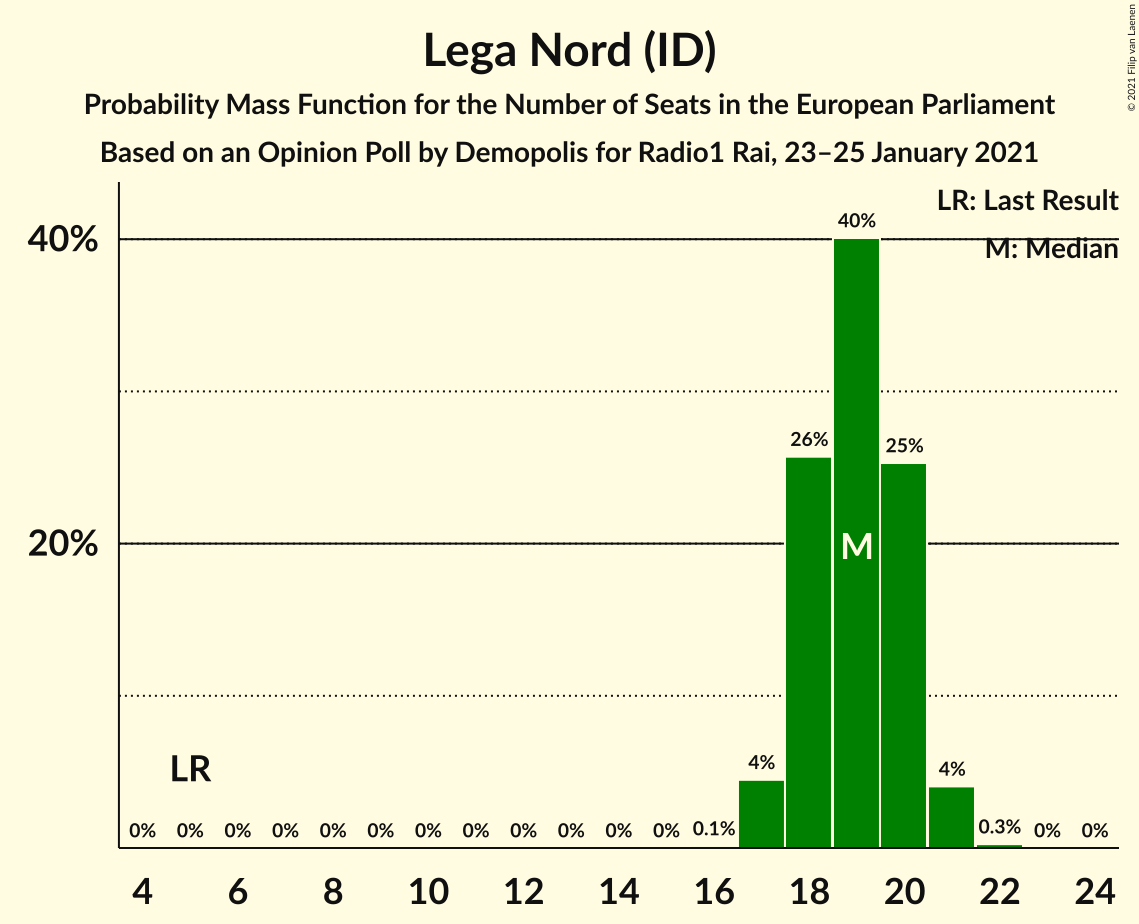 Lega Nord (ID)
Probability Mass Function for the Number of Seats in the European Parliament
Based on an Opinion Poll by Demopolis for Radio1 Rai, 23–25 January 2021
© 2021 Filip van Laenen
LR: Last Result
M: Median
40%
20%
40%
26%
25%
M
LR
4%
4%
0% 0% 0% 0% 0% 0% 0% 0% 0% 0% 0% 0% 0.1% 0.3% 0% 0%
4 6 8 10 12 14 16 18 20 22 24